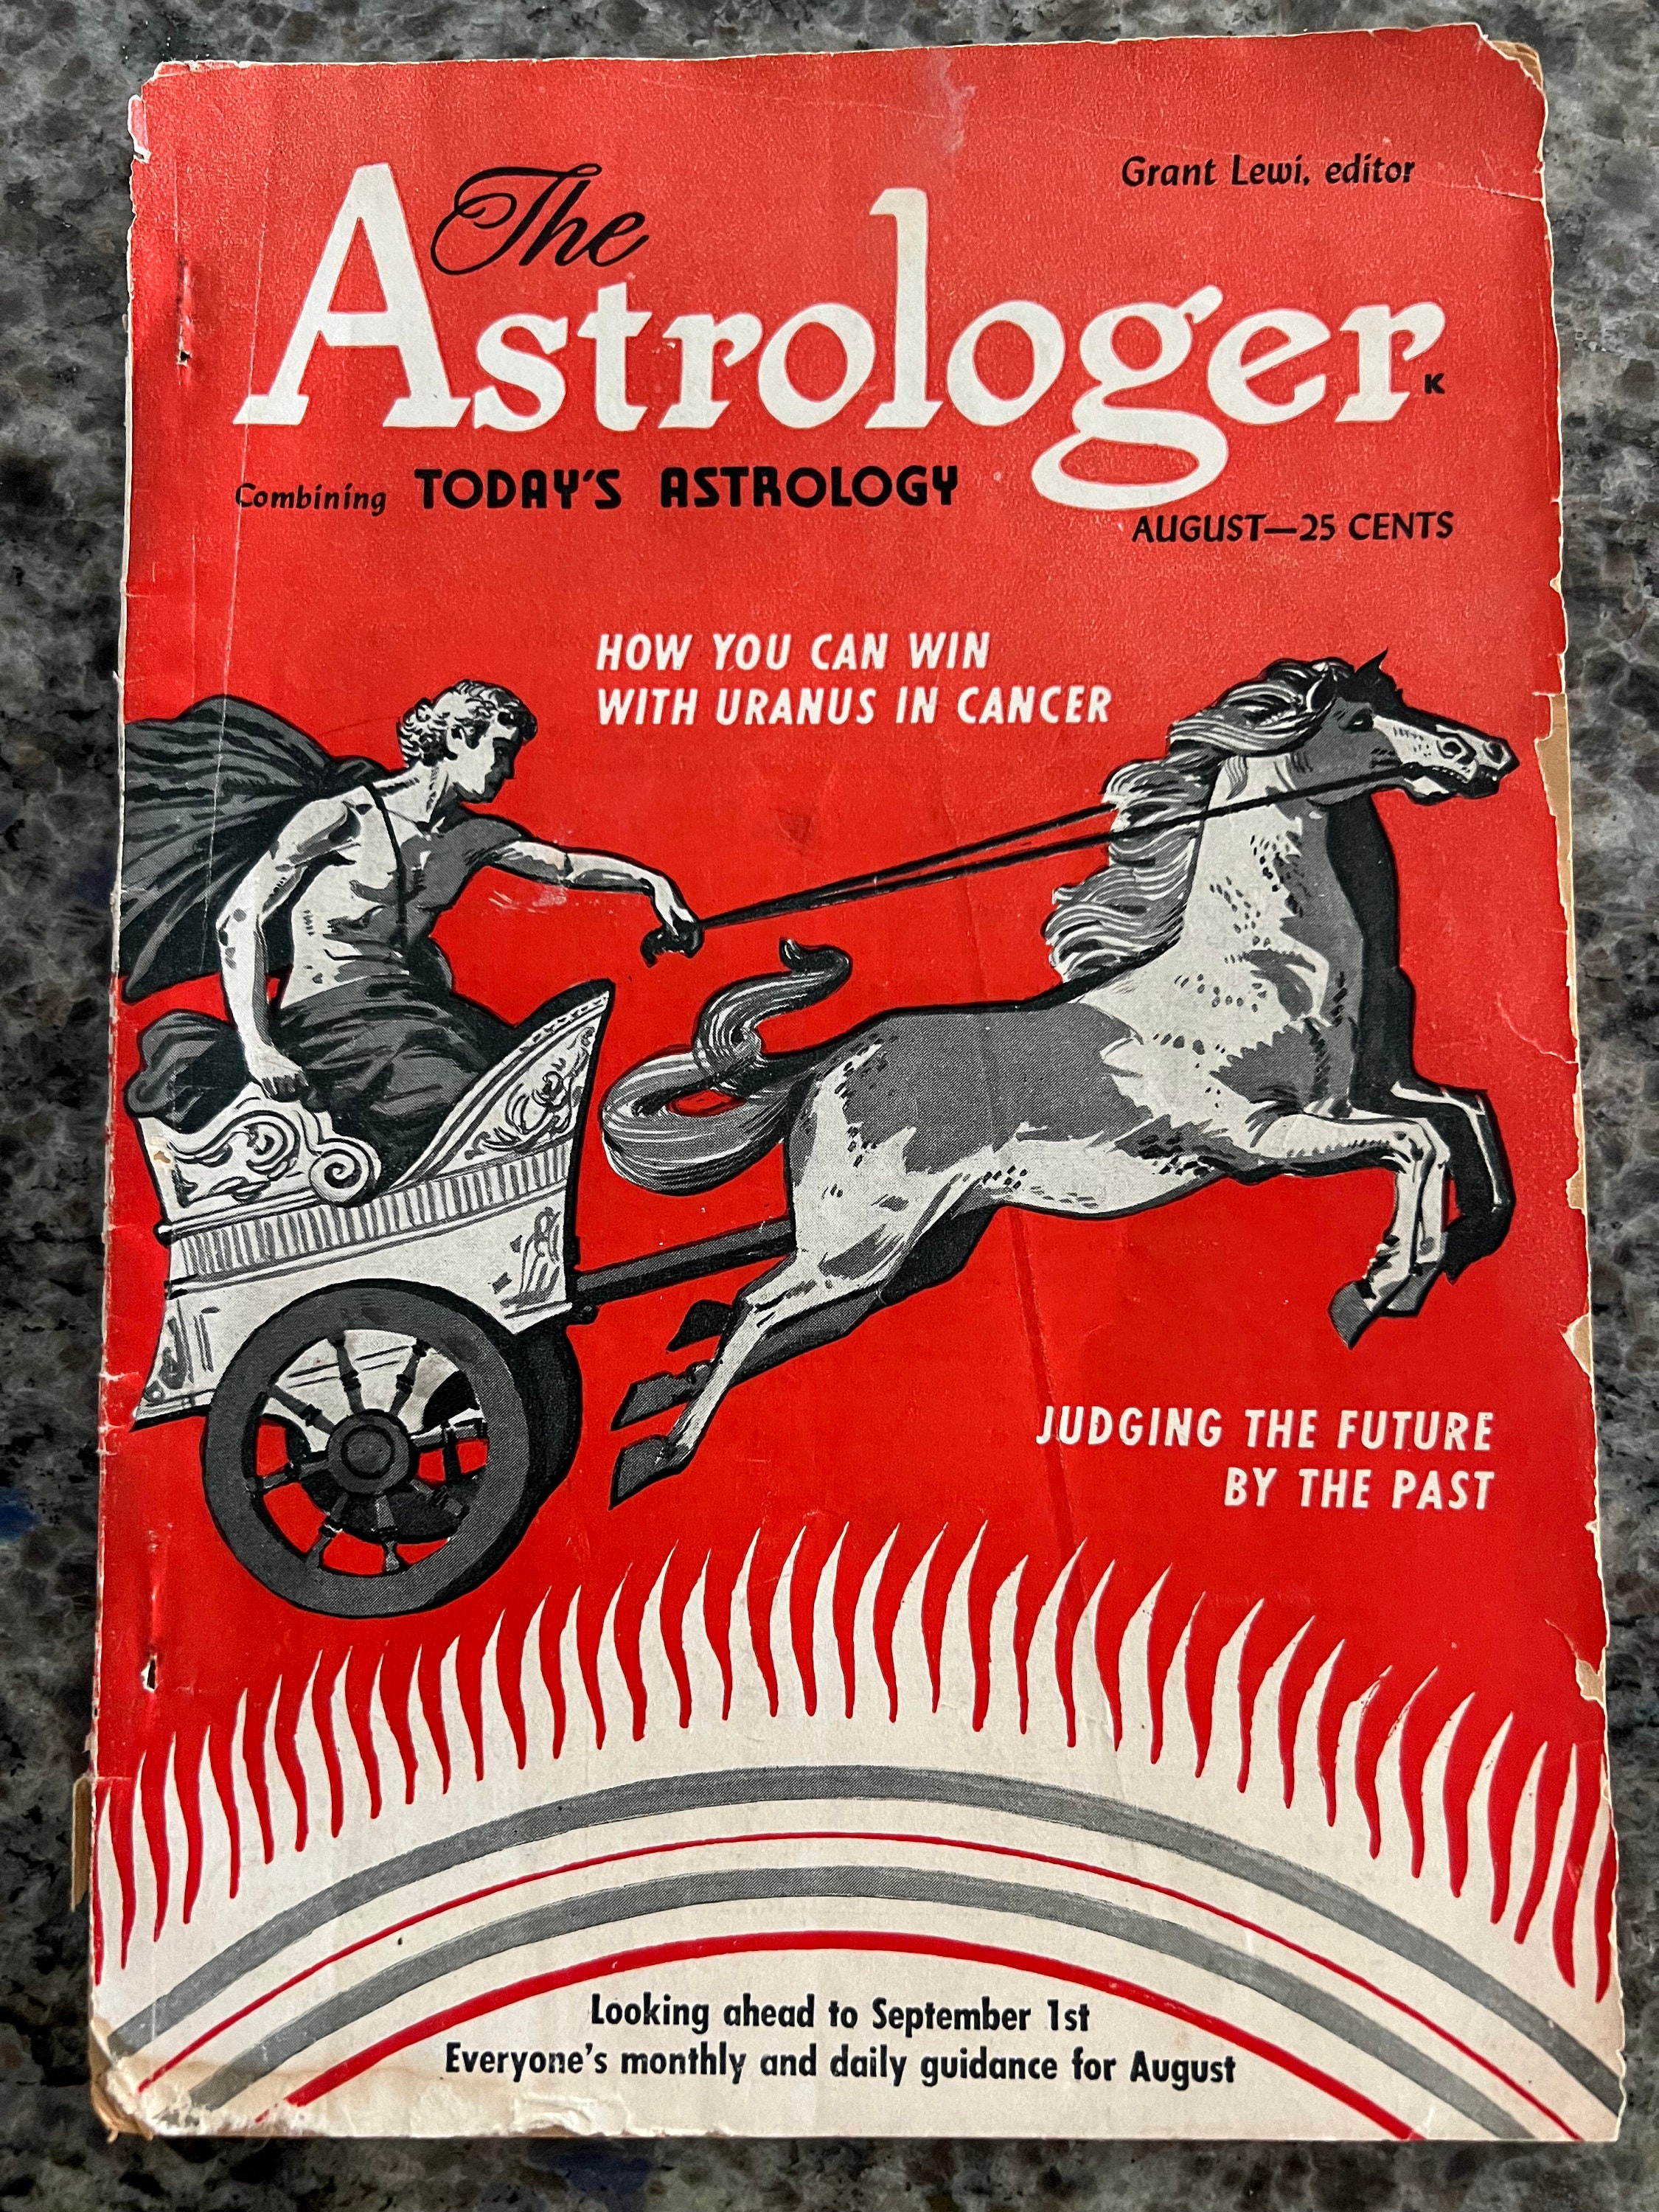 Grant Lewi, editor
The
Astrologer
K
Combining TODAY'S ASTROLOGY
AUGUST—25 CENTS
HOW YOU CAN WIN
WITH URANUS IN CANCER
JUDGING THE FUTURE
BY THE PAST
Looking ahead to September 1st
Everyone's monthly and daily guidance for August